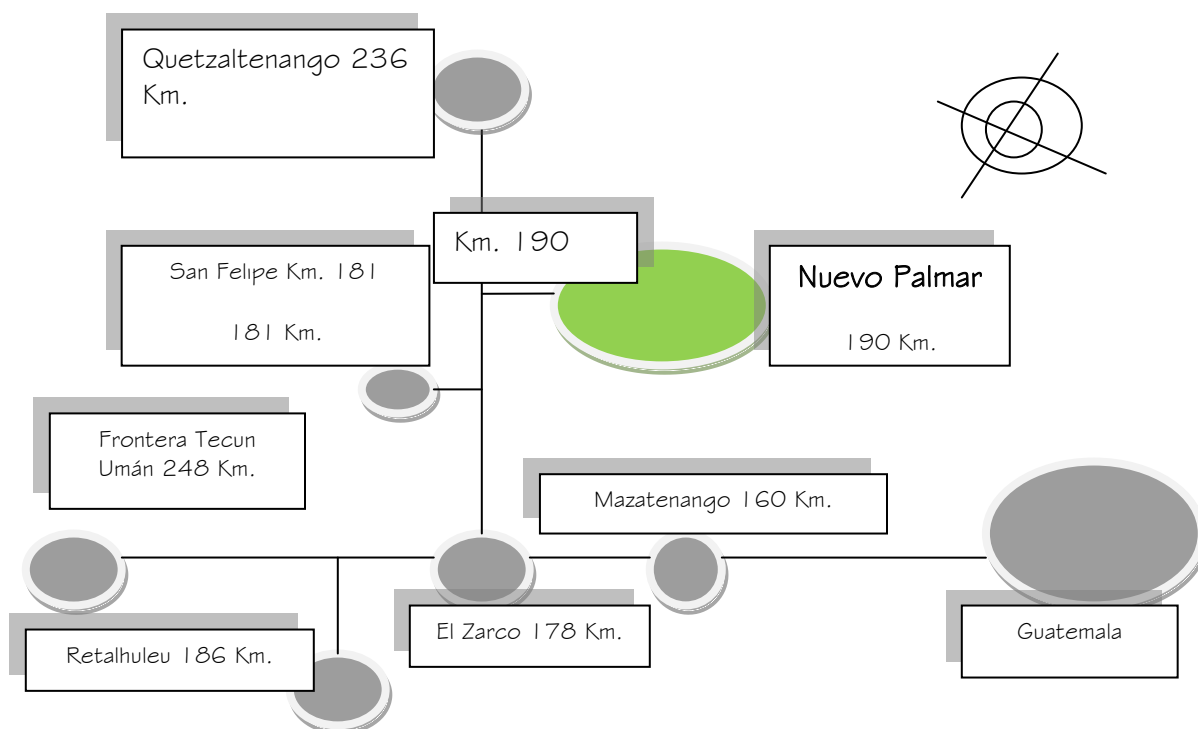 Quetzaltenango 236
Km.
Km. 190
San Felipe Km. 181
181 Km.
Nuevo Palmar
190 Km.
Frontera Tecun
Umán 248 Km.
Mazatenango 160 Km.
El Zarco 178 Km.
Guatemala
Retalhuleu 186 Km.